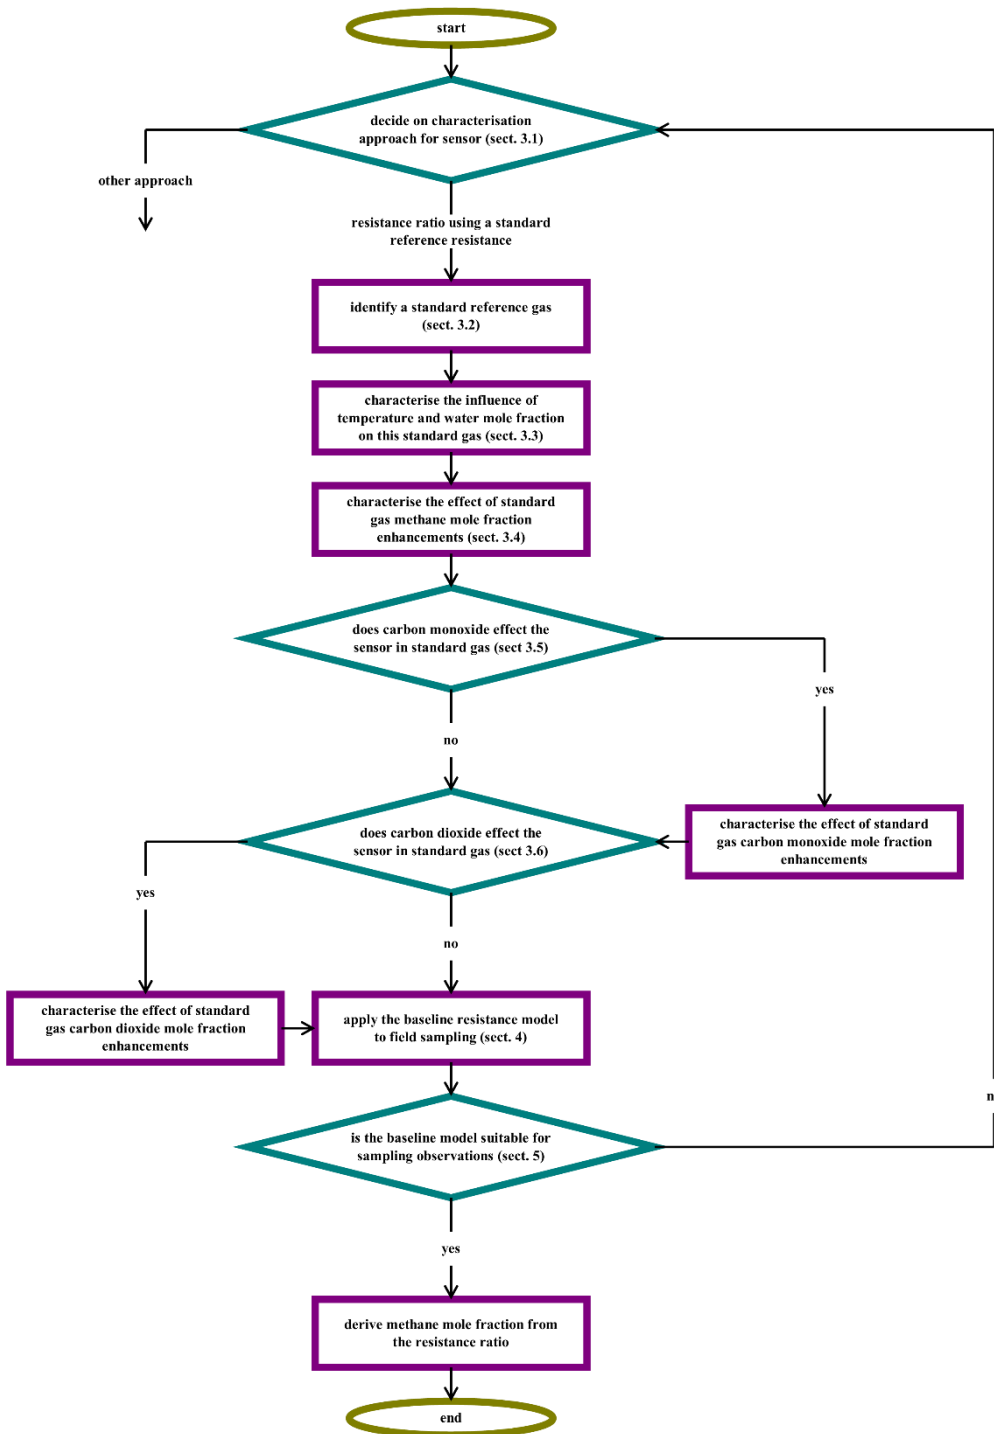 start
decide on characterisation
approach for sensor (sect. 3.1)
other approach
resistance ratio using a standard
reference resistance
identify a standard reference gas
(sect. 3.2)
characterise the influence of
temperature and water mole fraction
on this standard gas (sect. 3.3)
characterise the effect of standard
gas methane mole fraction
enhancements (sect. 3.4)
does carbon monoxide effect the
sensor in standard gas (sect 3.5)
yes
no
characterise the effect of standard
gas carbon monoxide mole fraction
enhancements
does carbon dioxide effect the
sensor in standard gas (sect 3.6)
yes
no
characterise the effect of standard
gas carbon dioxide mole fraction
enhancements
apply the baseline resistance model
to field sampling (sect. 4)
n
is the baseline model suitable for
sampling observations (sect. 5)
yes
derive methane mole fraction from
the resistance ratio
end